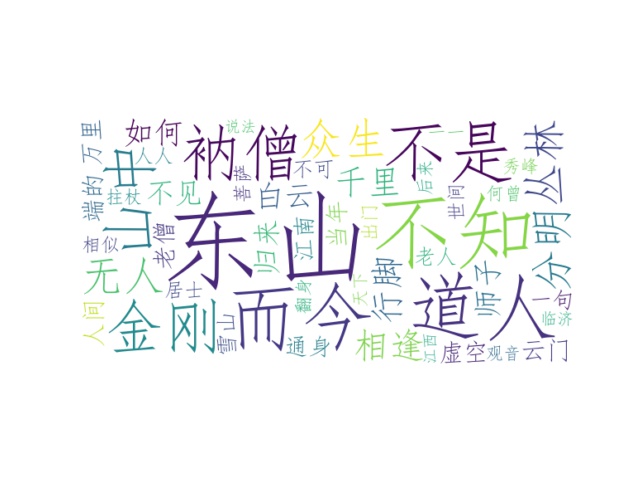 如何
说法
众生
不是
一一
丛林
万里
人人
中
衲僧
不可
千里
后来
秀峰
端的
拄杖
不见
菩萨
白云
世间
何曾
山
东山
不知
分明
相似
老僧
归来
江南
当年
出门
老人
师子
无人
居士
翻身
天下
行脚
道人
一句
人间
金刚
而今
临济
雪山
通身
相逢
江西
虚空
观音
云门